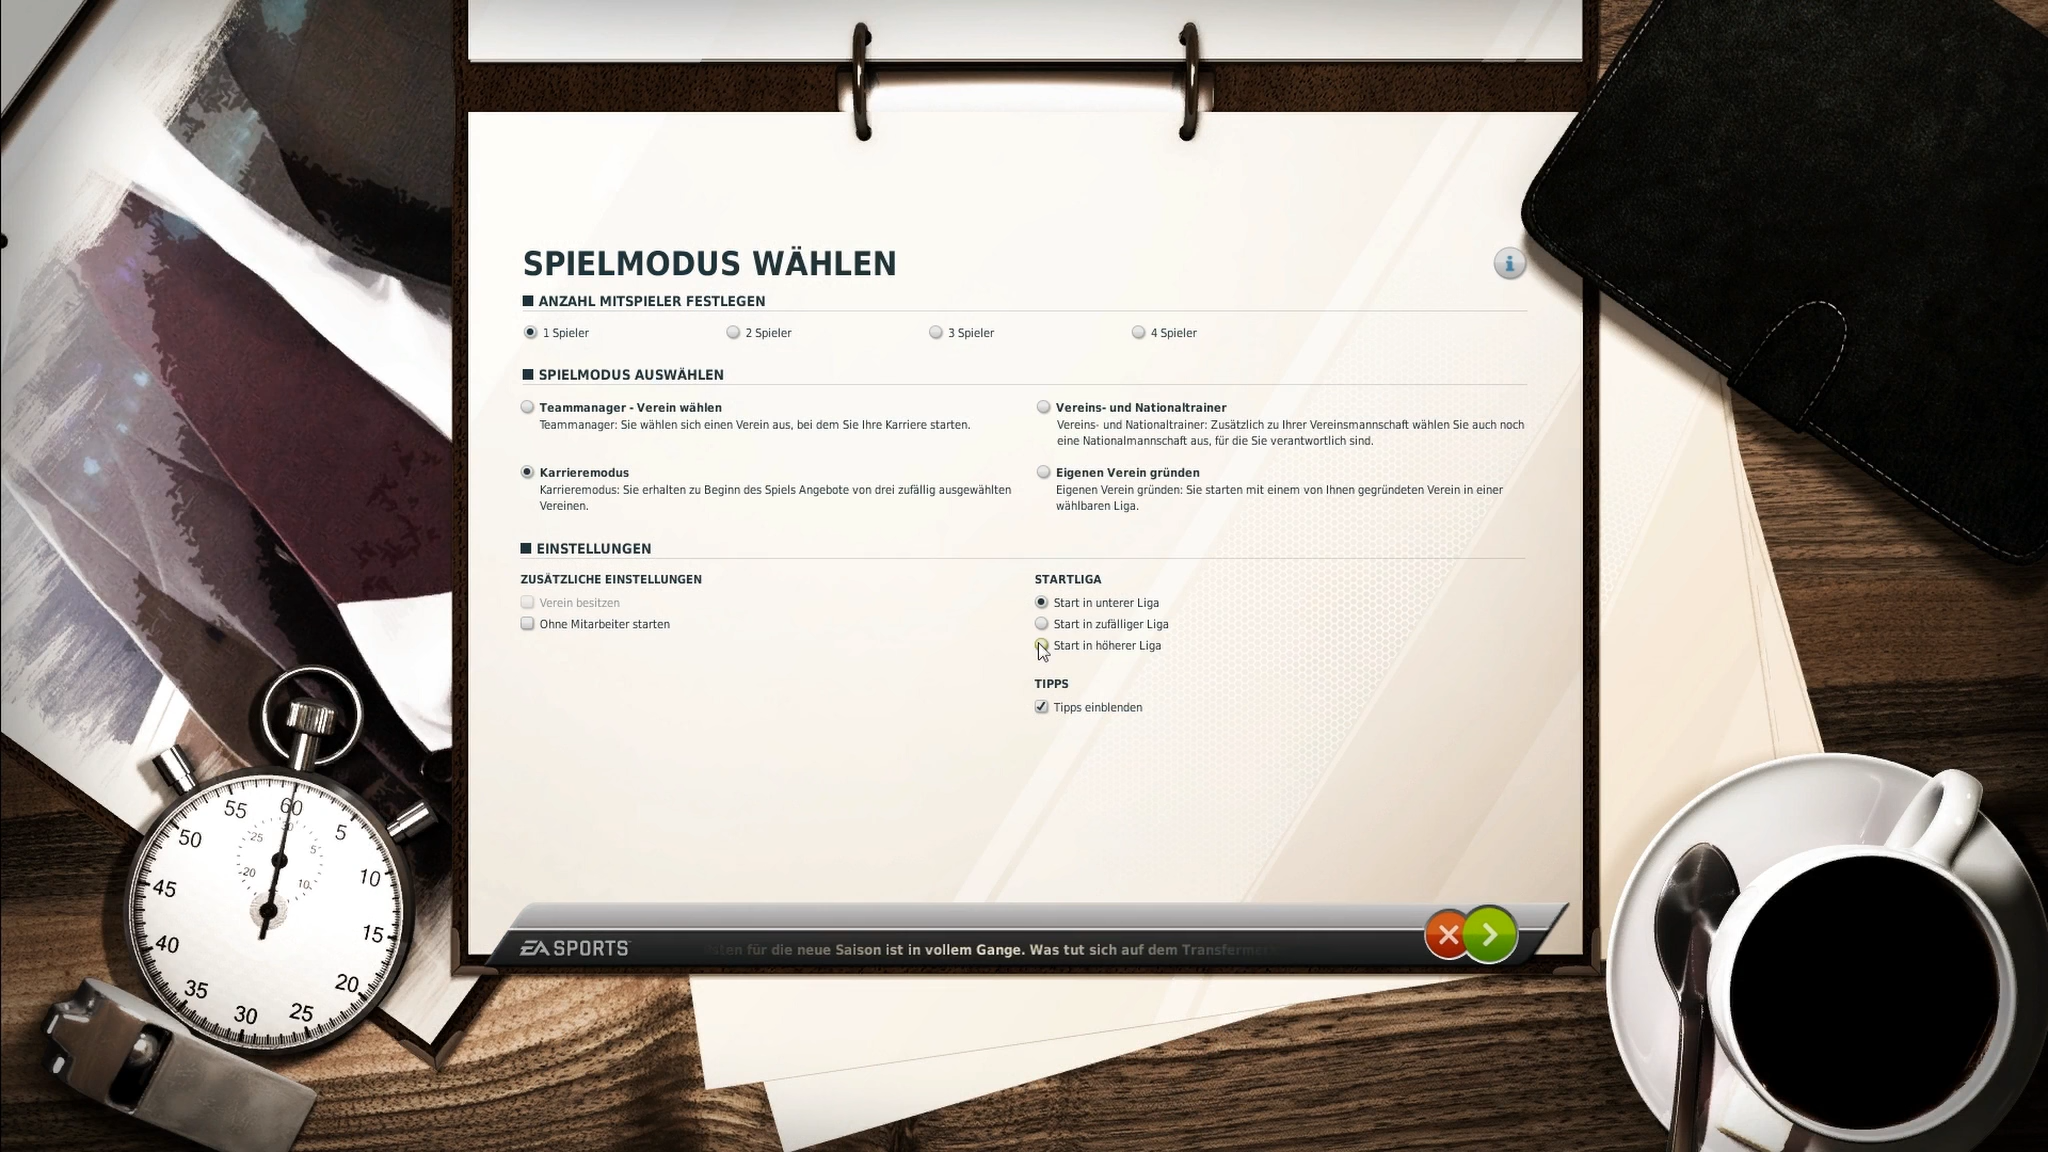 SPIELMODUS WÄHLEN
ANZAHL MITSPIELER FESTLEGEN
1 Spieler
2 Spieler
3 Spieler
4 Spieler
SPIELMODUS AUSWÄHLEN
Teammanager - Verein wählen
Teammanager: Sie wählen sich einen Verein aus, bei dem Sie Ihre Karriere starten.
Vereins- und Nationaltrainer
Vereins- und Nationaltrainer: Zusätzlich zu Ihrer Vereinsmannschaft wählen Sie auch noch
eine Nationalmannschaft aus, für die Sie verantwortlich sind.
Karrieremodus
Karrieremodus: Sie erhalten zu Beginn des Spiels Angebote von drei zufällig ausgewählten
Vereinen.
Eigenen Verein gründen
Eigenen Verein gründen: Sie starten mit einem von Ihnen gegründeten Verein in einer
wählbaren Liga.
EINSTELLUNGEN
ZUSÄTZLICHE EINSTELLUNGEN
Verein besitzen
Ohne Mitarbeiter starten
STARTLIGA
Start in unterer Liga
Start in zufälliger Liga
Start in höherer Liga
TIPPS
Tipps einblenden
EA SPORTS
für die neue Saison ist in vollem Gange. Was tut sich auf dem
60
5
10
15
20
25
30
35
40
45
50
55
5
10
20
25